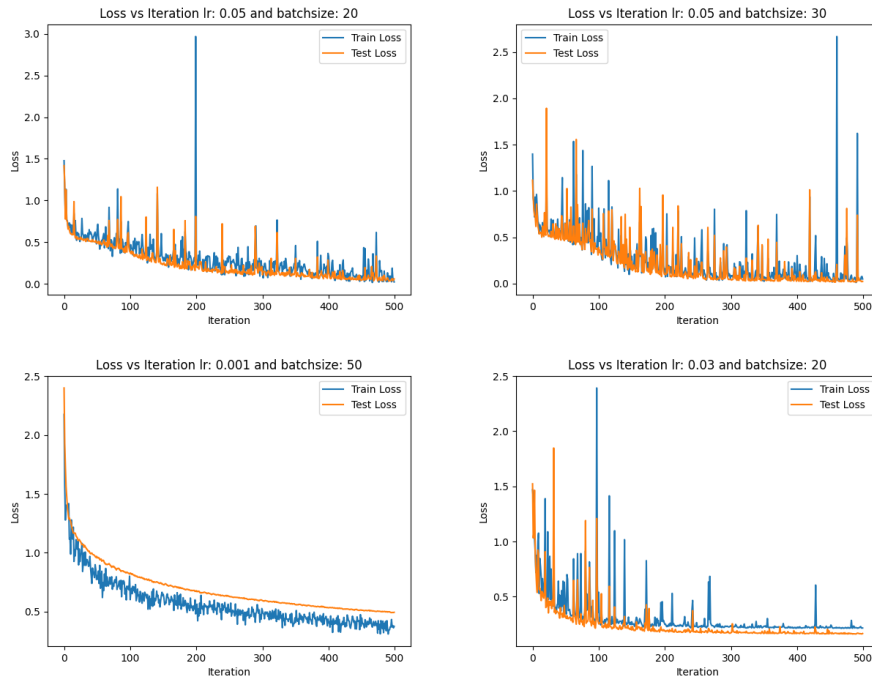 Loss vs Iteration lr: 0.05 and batchsize: 20
3.0
2.5
2.0
1.5
1.0
0.5
0.0
Loss
Train Loss
Test Loss
0 100 200 300 400 500
Iteration
Loss vs Iteration lr: 0.05 and batchsize: 30
2.5
2.0
1.5
1.0
0.5
0.0
Loss
Train Loss
Test Loss
0 100 200 300 400 500
Iteration
Loss vs Iteration lr: 0.001 and batchsize: 50
2.5
2.0
1.5
1.0
0.5
Loss
Train Loss
Test Loss
0 100 200 300 400 500
Iteration
Loss vs Iteration lr: 0.03 and batchsize: 20
2.5
2.0
1.5
1.0
0.5
Loss
Train Loss
Test Loss
0 100 200 300 400 500
Iteration